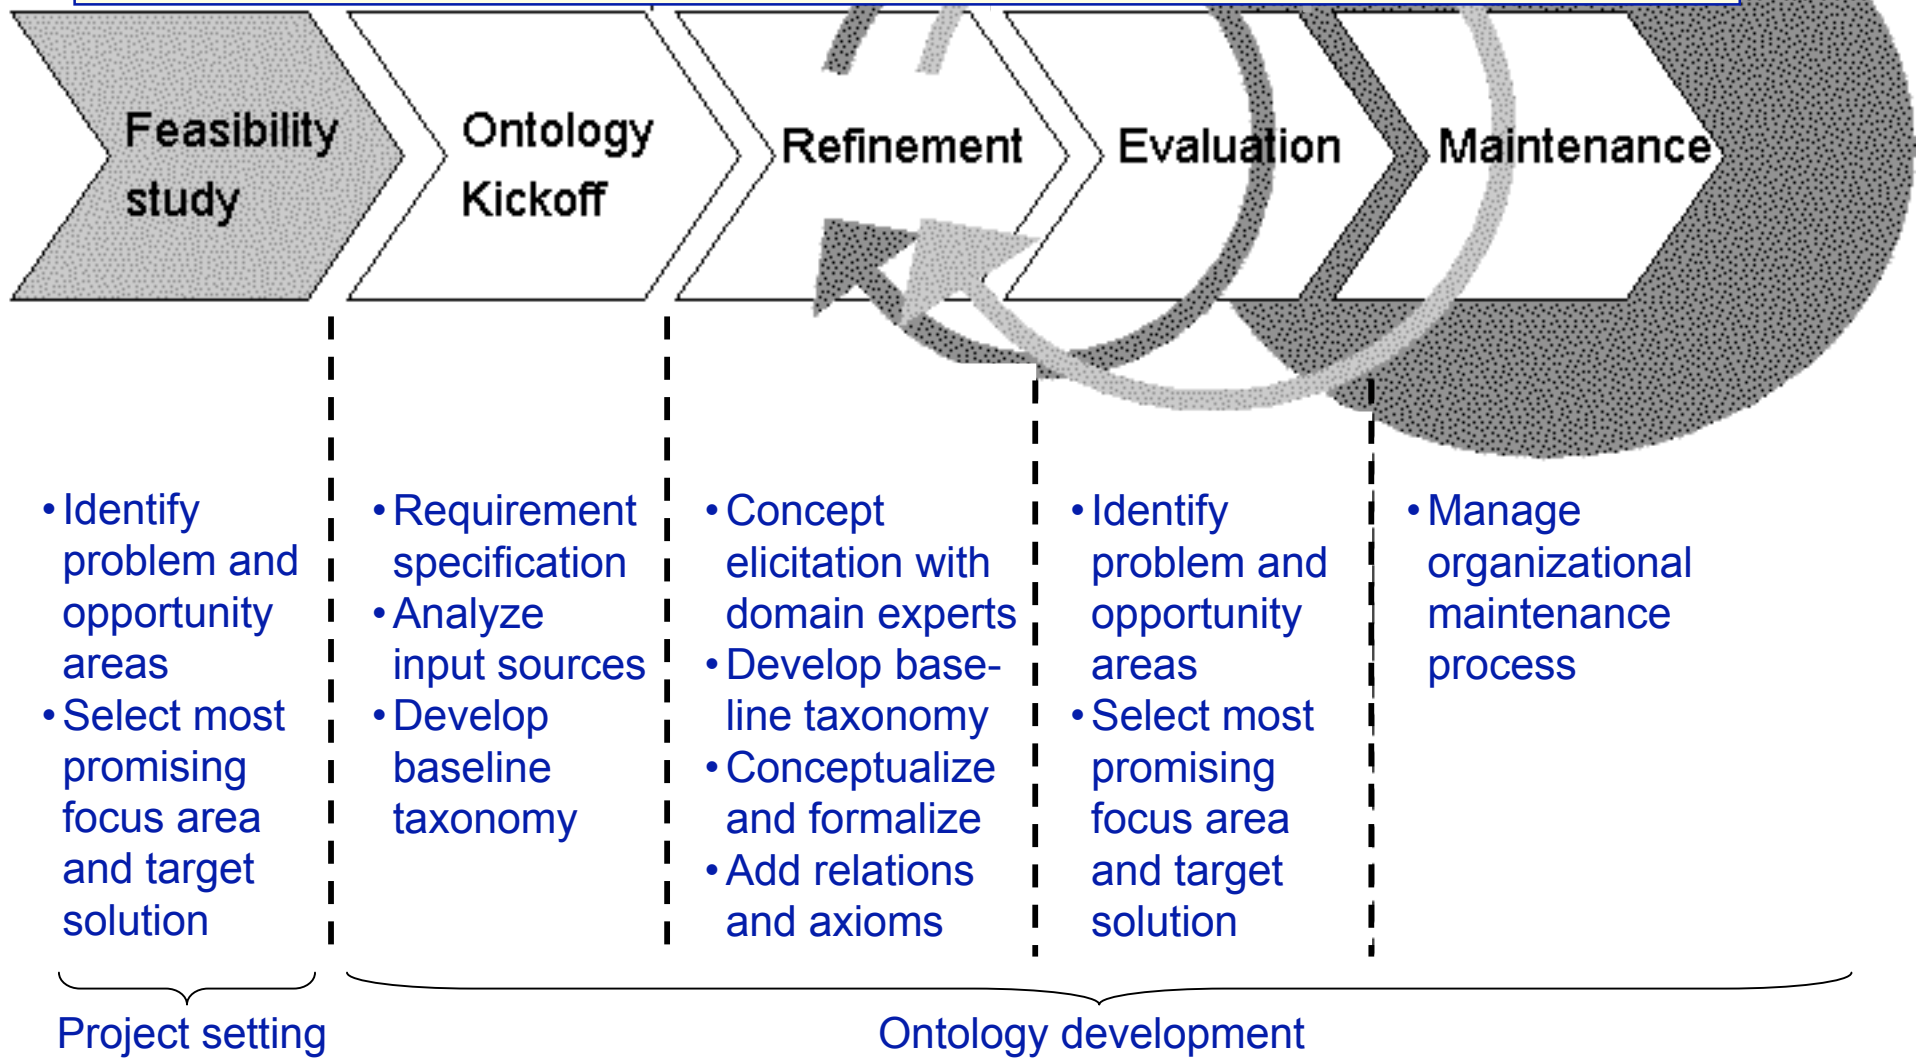 Feasibility
study
Ontology
Kickoff
Refinement
Evaluation
Maintenance
•Identify
problem and
opportunity
areas
•Select most
promising
focus area
and target
solution
•Requirement
specification
•Analyze
input sources
•Develop
baseline
taxonomy
•Concept
elicitation with
domain experts
•Develop base-
line taxonomy
•Conceptualize
and formalize
•Add relations
and axioms
•Identify
problem and
opportunity
areas
•Select most
promising
focus area
and target
solution
•Manage
organizational
maintenance
process
Project setting
Ontology development